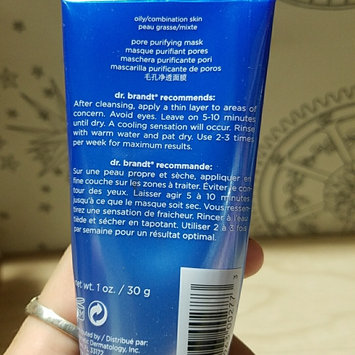 oily/combination skin
peau grasse/mixte
pore purifying mask
masque purifiant pores
maschera purificante pori
mascarilla purificante de poros
毛孔净透面膜
dr. brandt® recommends:
After cleansing, apply a thin layer to areas of
concern. Avoid eyes. Leave on 5-10 minutes
until dry. A cooling sensation will occur. Rinse
with warm water and pat dry. Use 2-3 times
per week for maximum results.
dr. brandt® recommande:
Sur une peau propre et sèche, appliquer en
fine couche sur les zones à traiter. Éviter le con-
tour des yeux. Laisser agir 5 à 10 minutes
jusqu'à ce que le masque soit sec. Vous ressen-
tirez une sensation de fraicheur. Rincer à l'eau
tiède et sécher en tapotant. Utiliser 2 à 3 fois
par semaine pour un résultat optimal.
et wt. 1 oz. / 30 g
buted by / Distribué par:
tic Dermatology, Inc.
FL 33172